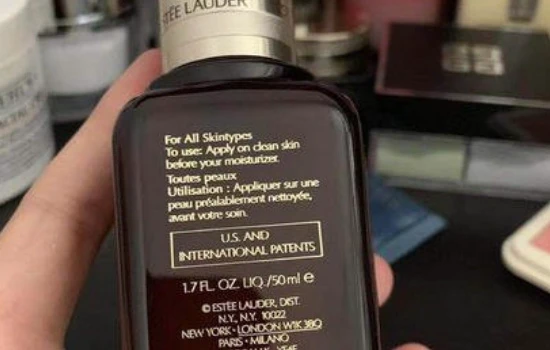 ESTÉE LAUDER
For All Skintypes
To use: Apply on clean skin
before your moisturizer.
Toutes peaux
Utilisation : Appliquer sur une
peau préalablement nettoyée,
avant votre soin.
U.S. AND
INTERNATIONAL PATENTS
1.7 FL. OZ. LIQ./50 ml e
© ESTÉE LAUDER, DIST.
N.Y., N.Y. 10022
NEW YORK · LONDON W1K 3BQ
PARIS · MILANO